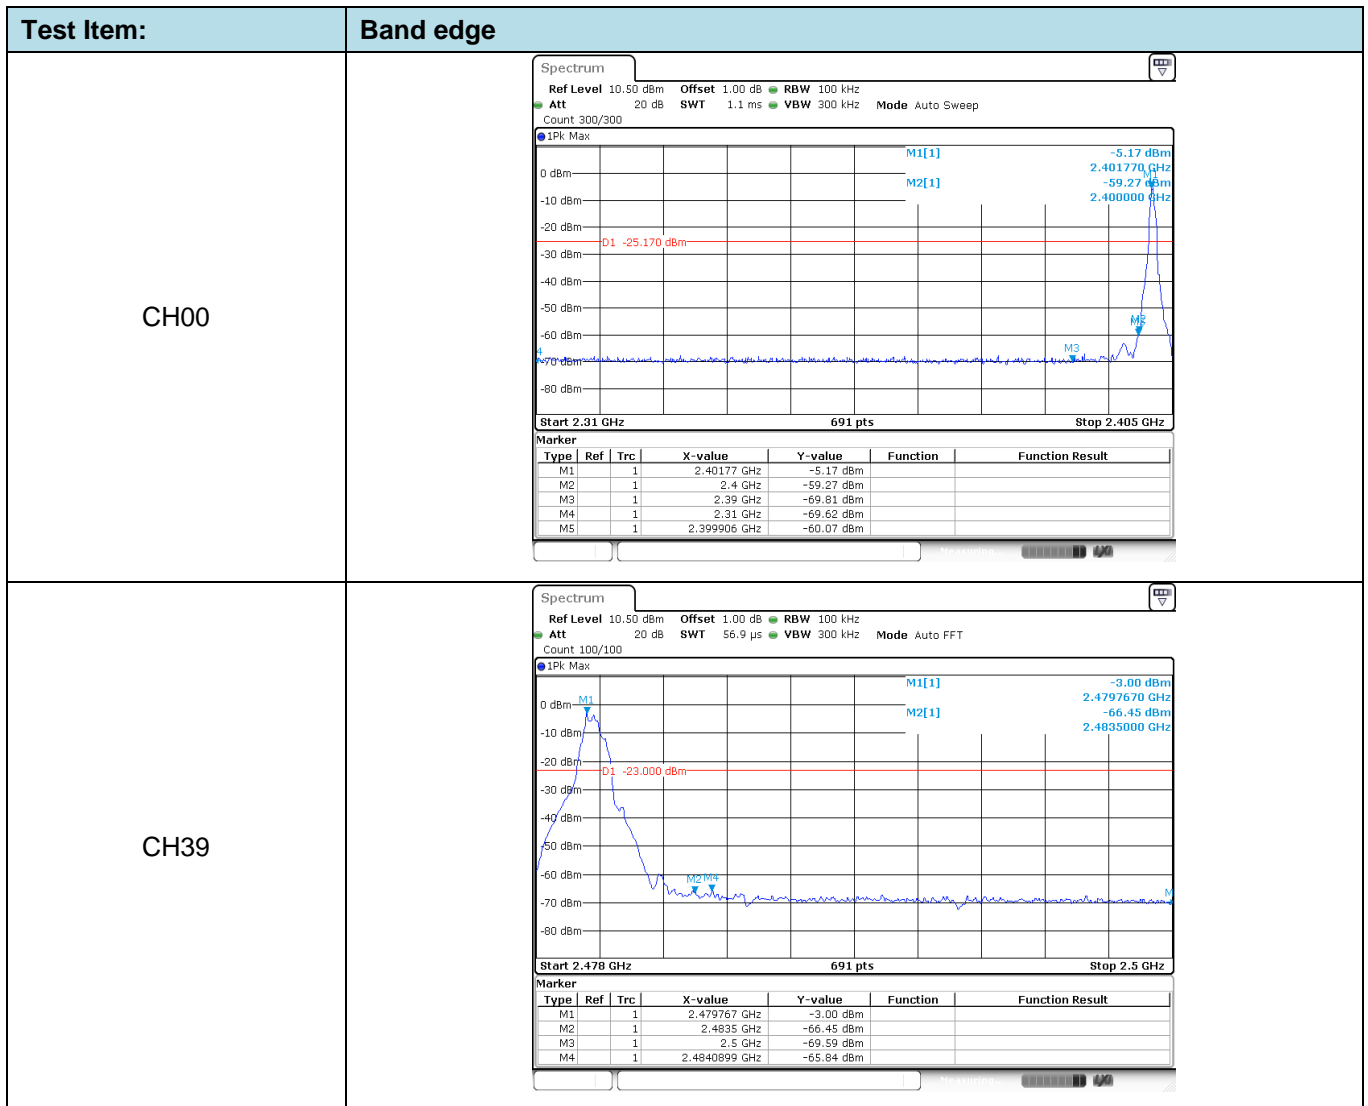 Test Item: Band edge
CH00
Spectrum
Ref Level 10.50 dBm Offset 1.00 dB RBW 100 kHz
Att 20 dB SWT 1.1 ms VBW 300 kHz Mode Auto Sweep
Count 300/300
1Pk Max
M1[1] -5.17 dBm
2.401770 GHz
M1
M2[1] -59.27 dBm
2.400000 GHz
0 dBm
-10 dBm
-20 dBm
D1 -25.170 dBm
-30 dBm
-40 dBm
-50 dBm
-60 dBm
M3
4
-70 dBm
-80 dBm
Start 2.31 GHz 691 pts Stop 2.405 GHz
Marker
Type Ref Trc X-value Y-value Function Function Result
M1 1 2.40177 GHz -5.17 dBm
M2 1 2.4 GHz -59.27 dBm
M3 1 2.39 GHz -69.81 dBm
M4 1 2.31 GHz -69.62 dBm
M5 1 2.399906 GHz -60.07 dBm
Measuring
CH39
Spectrum
Ref Level 10.50 dBm Offset 1.00 dB RBW 100 kHz
Att 20 dB SWT 56.9 µs VBW 300 kHz Mode Auto FFT
Count 100/100
1Pk Max
M1[1] -3.00 dBm
2.4797670 GHz
M2[1] -66.45 dBm
2.4835000 GHz
M1
0 dBm
-10 dBm
-20 dBm
D1 -23.000 dBm
-30 dBm
-40 dBm
-50 dBm
-60 dBm
M2 M4
M
-70 dBm
-80 dBm
Start 2.478 GHz 691 pts Stop 2.5 GHz
Marker
Type Ref Trc X-value Y-value Function Function Result
M1 1 2.479767 GHz -3.00 dBm
M2 1 2.4835 GHz -66.45 dBm
M3 1 2.5 GHz -69.59 dBm
M4 1 2.4840899 GHz -65.84 dBm
Measuring